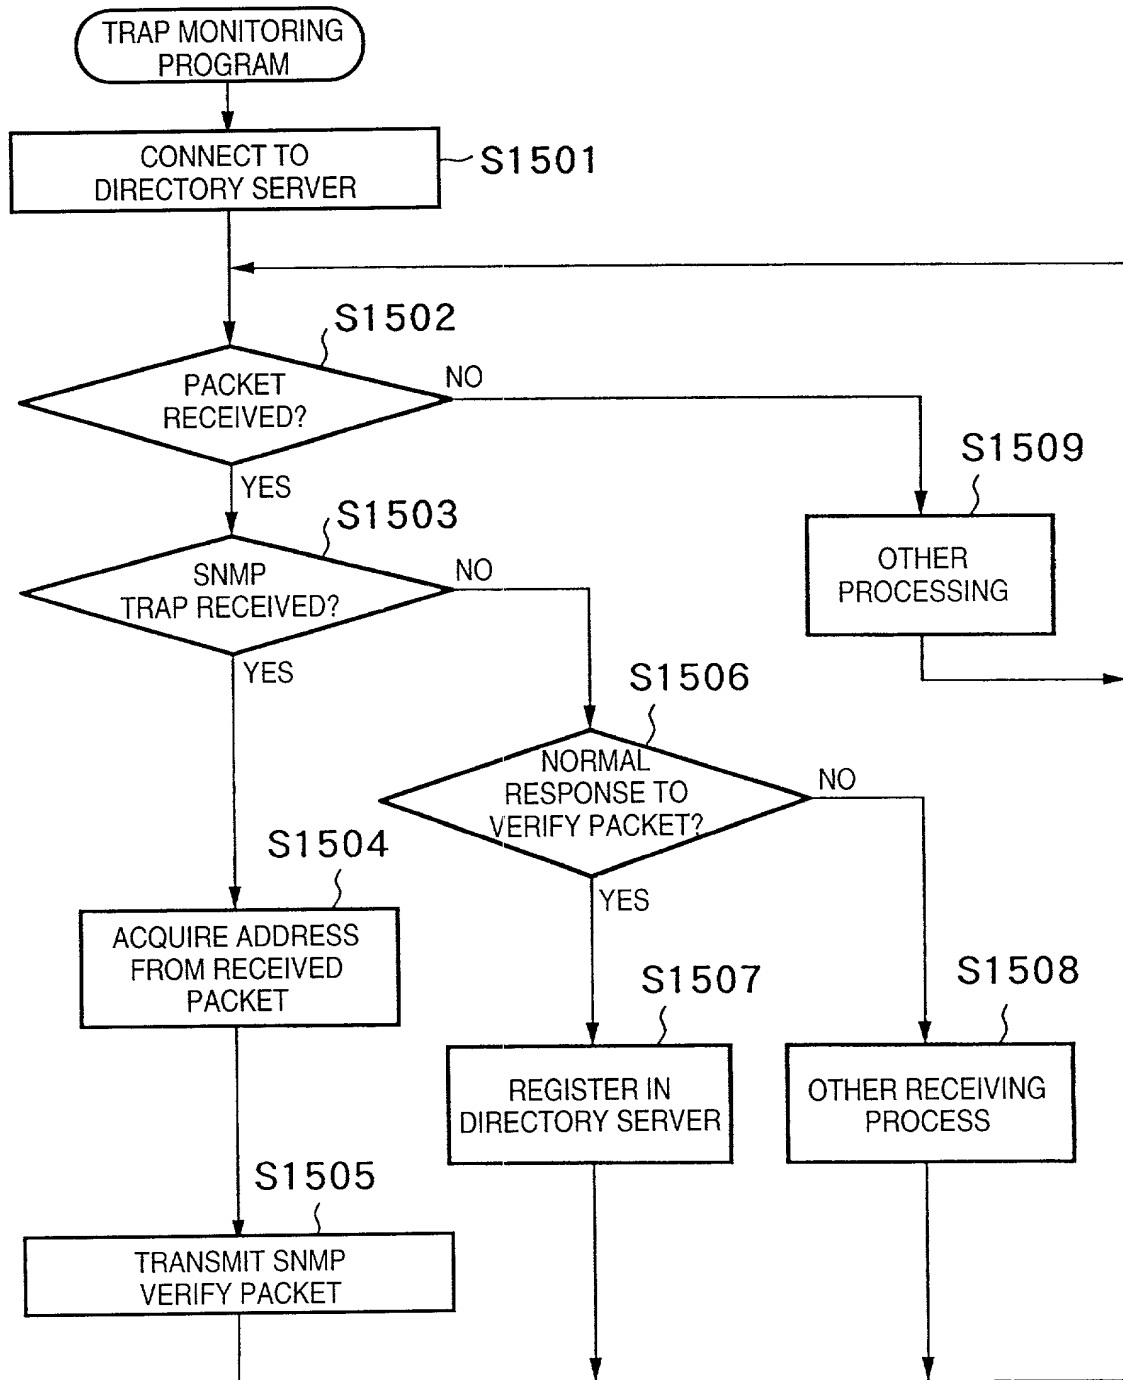 TRAP MONITORING
PROGRAM
CONNECT TO
DIRECTORY SERVER
S1501
S1502
PACKET
RECEIVED?
NO
YES
S1509
OTHER
PROCESSING
S1503
SNMP
TRAP RECEIVED?
NO
YES
S1506
NORMAL
RESPONSE TO
VERIFY PACKET?
NO
YES
S1504
ACQUIRE ADDRESS
FROM RECEIVED
PACKET
S1507
REGISTER IN
DIRECTORY SERVER
S1508
OTHER RECEIVING
PROCESS
S1505
TRANSMIT SNMP
VERIFY PACKET